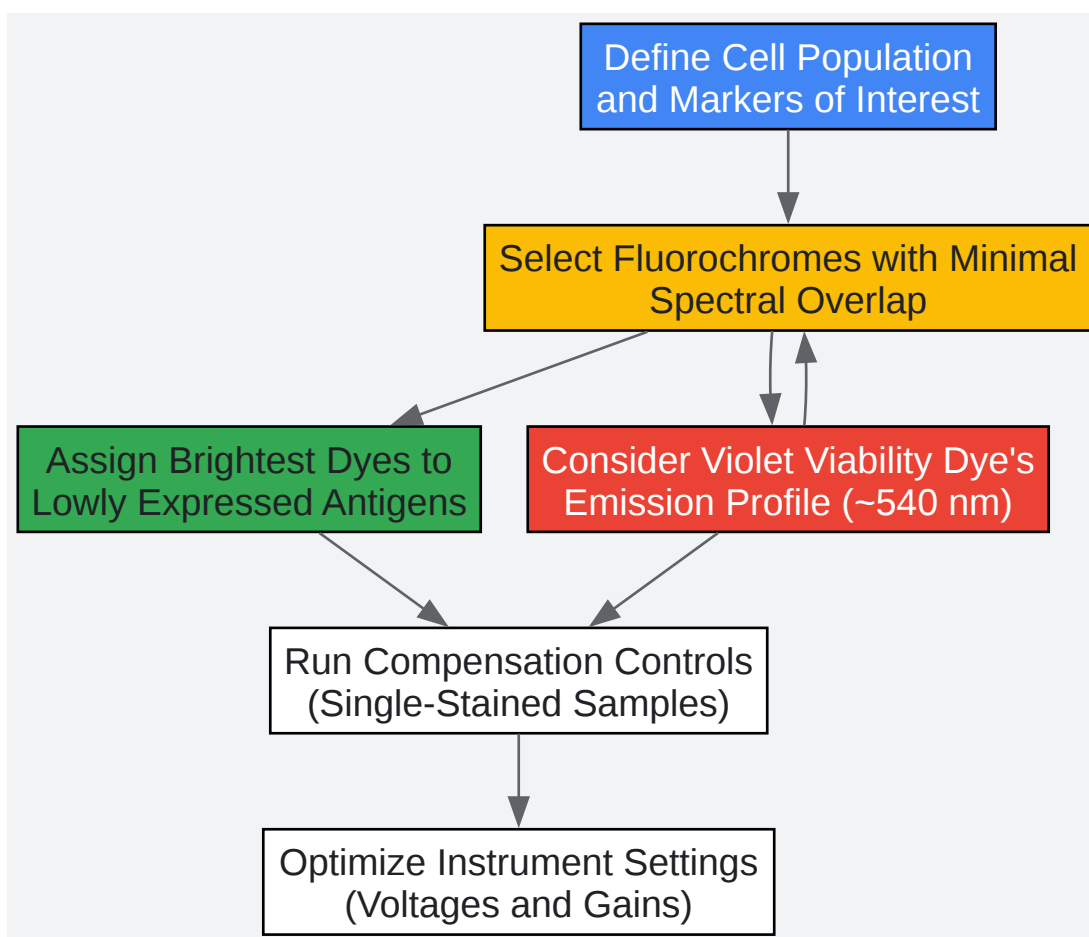 Define Cell Population
and Markers of Interest
Select Fluorochromes with Minimal
Spectral Overlap
Assign Brightest Dyes to
Lowly Expressed Antigens
Consider Violet Viability Dye's
Emission Profile (~540 nm)
Run Compensation Controls
(Single-Stained Samples)
Optimize Instrument Settings
(Voltages and Gains)